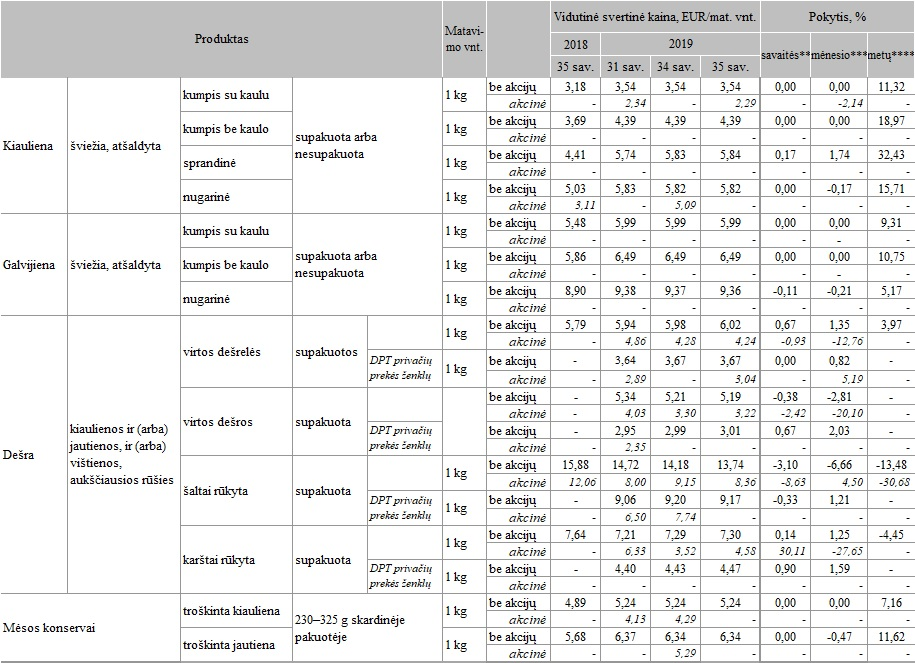 Produktas Matavi- mo vnt. Vidutinė svertinė kaina, EUR/mat. vnt. Pokytis, %
2018 2019 savaitės** mėnesio*** metų****
35 sav. 31 sav. 34 sav. 35 sav.
Kiauliena šviežia, atšaldyta kumpis su kaulu supakuota arba nesupakuota 1 kg be akcijų 3,18 3,54 3,54 3,54 0,00 0,00 11,32
akcinė - 2,34 - 2,29 - -2,14 -
kumpis be kaulo 1 kg be akcijų 3,69 4,39 4,39 4,39 0,00 0,00 18,97
akcinė - - - - - - -
sprandinė 1 kg be akcijų 4,41 5,74 5,83 5,84 0,17 1,74 32,43
akcinė - - - - - - -
nugarinė 1 kg be akcijų 5,03 5,83 5,82 5,82 0,00 -0,17 15,71
akcinė 3,11 - 5,09 - - - -
Galvijiena šviežia, atšaldyta kumpis su kaulu supakuota arba nesupakuota 1 kg be akcijų 5,48 5,99 5,99 5,99 0,00 0,00 9,31
akcinė - - - - - - -
kumpis be kaulo 1 kg be akcijų 5,86 6,49 6,49 6,49 0,00 0,00 10,75
akcinė - - - - - - -
nugarinė 1 kg be akcijų 8,90 9,38 9,37 9,36 -0,11 -0,21 5,17
akcinė - - - - - - -
Dešra kiaulienos ir (arba) jautienos, ir (arba) vištienos, aukščiausios rūšies virtos dešrelės supakuotos 1 kg be akcijų 5,79 5,94 5,98 6,02 0,67 1,35 3,97
akcinė - 4,86 4,28 4,24 -0,93 -12,76 -
DPT privačių prekės ženklų 1 kg be akcijų - 3,64 3,67 3,67 0,00 0,82 -
akcinė - 2,89 - 3,04 - 5,19 -
virtos dešros supakuota be akcijų - 5,34 5,21 5,19 -0,38 -2,81 -
akcinė - 4,03 3,30 3,22 -2,42 -20,10 -
DPT privačių prekės ženklų be akcijų - 2,95 2,99 3,01 0,67 2,03 -
akcinė - 2,35 - - - - -
šaltai rūkyta supakuota 1 kg be akcijų 15,88 14,72 14,18 13,74 -3,10 -6,66 -13,48
akcinė 12,06 8,00 9,15 8,36 -8,63 4,50 -30,68
DPT privačių prekės ženklų 1 kg be akcijų - 9,06 9,20 9,17 -0,33 1,21 -
akcinė - 6,50 7,74 - - - -
karštai rūkyta supakuota 1 kg be akcijų 7,64 7,21 7,29 7,30 0,14 1,25 -4,45
akcinė - 6,33 3,52 4,58 30,11 -27,65 -
DPT privačių prekės ženklų 1 kg be akcijų - 4,40 4,43 4,47 0,90 1,59 -
akcinė - - - - - - -
Mėsos konservai troškinta kiauliena 230–325 g skardinėje pakuotėje 1 kg be akcijų 4,89 5,24 5,24 5,24 0,00 0,00 7,16
akcinė - 4,13 4,29 - - - -
troškinta jautiena 1 kg be akcijų 5,68 6,37 6,34 6,34 0,00 -0,47 11,62
akcinė - - 5,29 - - - -